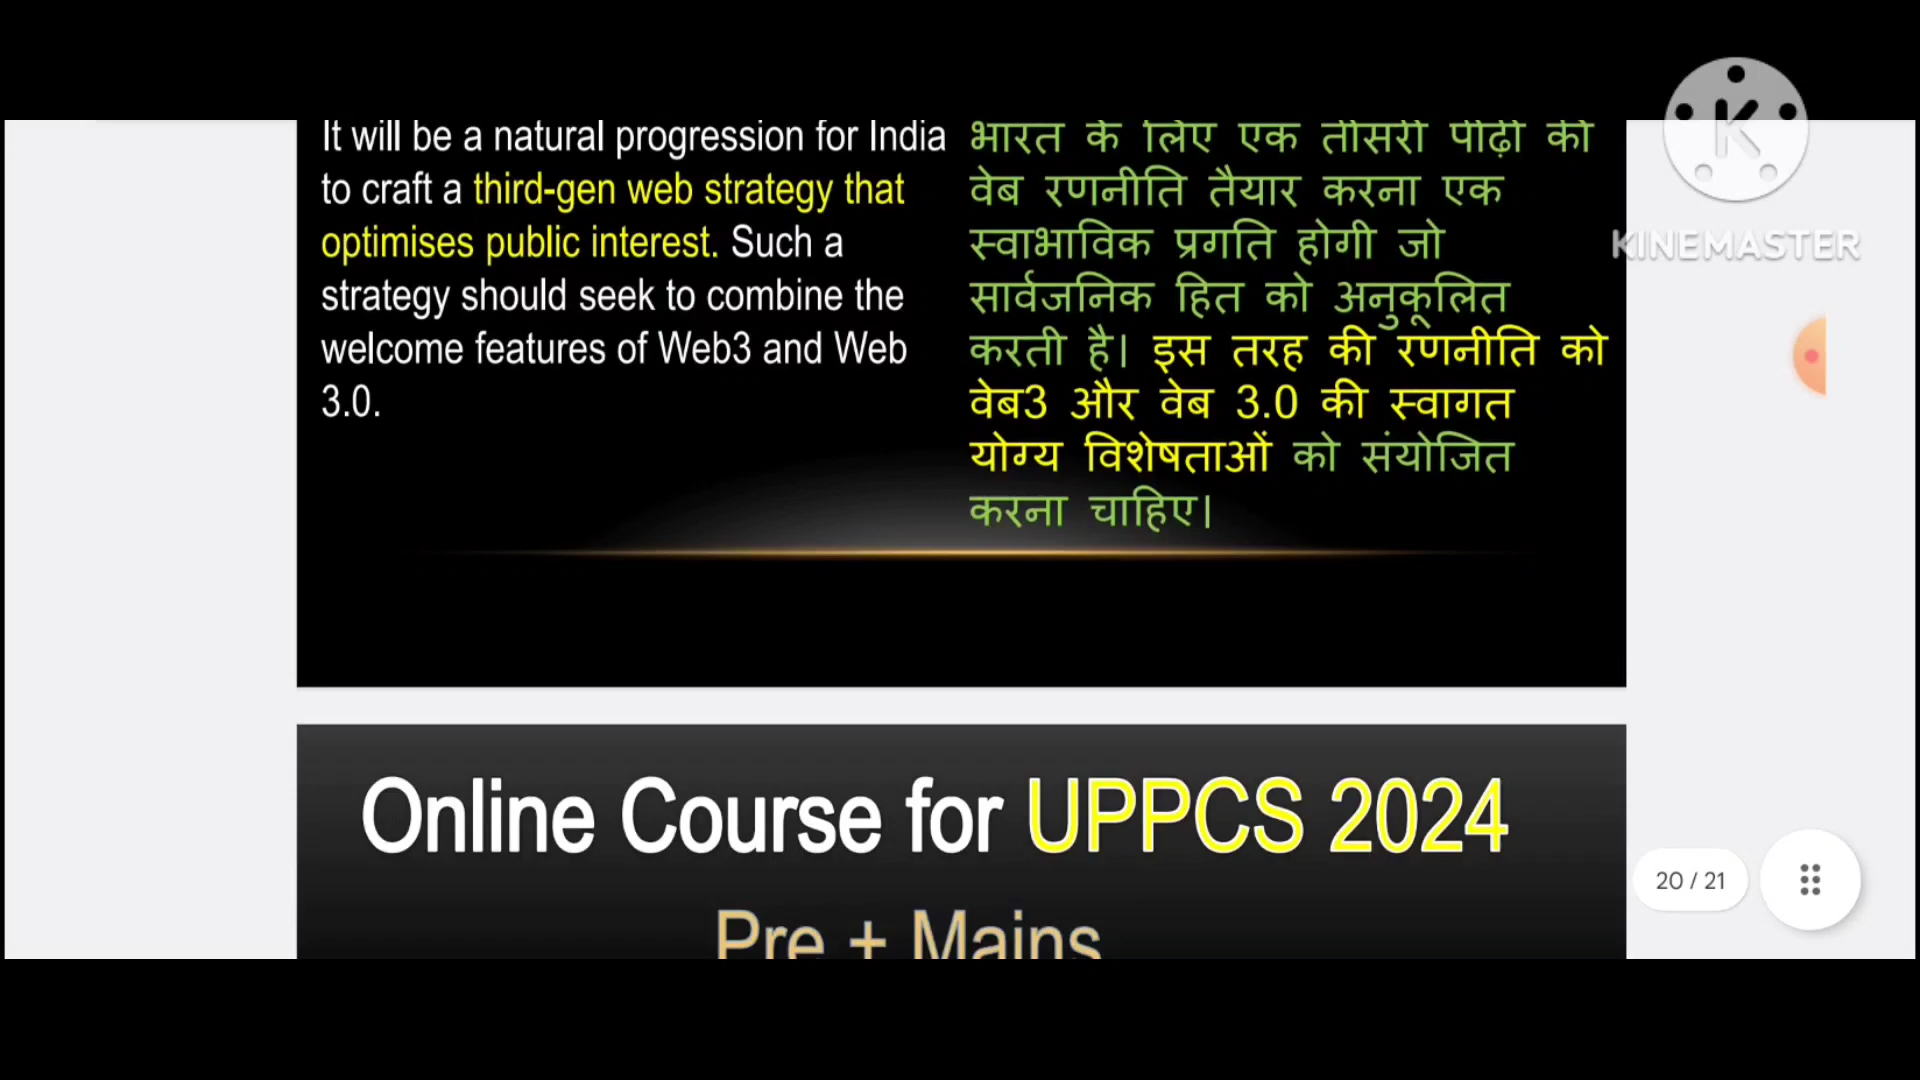 It will be a natural progression for India
to craft a third-gen web strategy that
optimises public interest. Such a
strategy should seek to combine the
welcome features of Web3 and Web
3.0.
भारत के लिए एक तीसरी पीढ़ी की
वेब रणनीति तैयार करना एक
स्वाभाविक प्रगति होगी जो
सार्वजनिक हित को अनुकूलित
करती है। इस तरह की रणनीति को
वेब3 और वेब 3.0 की स्वागत
योग्य विशेषताओं को संयोजित
करना चाहिए।
K
KINEMASTER
Online Course for UPPCS 2024
Pre + Mains
20 / 21